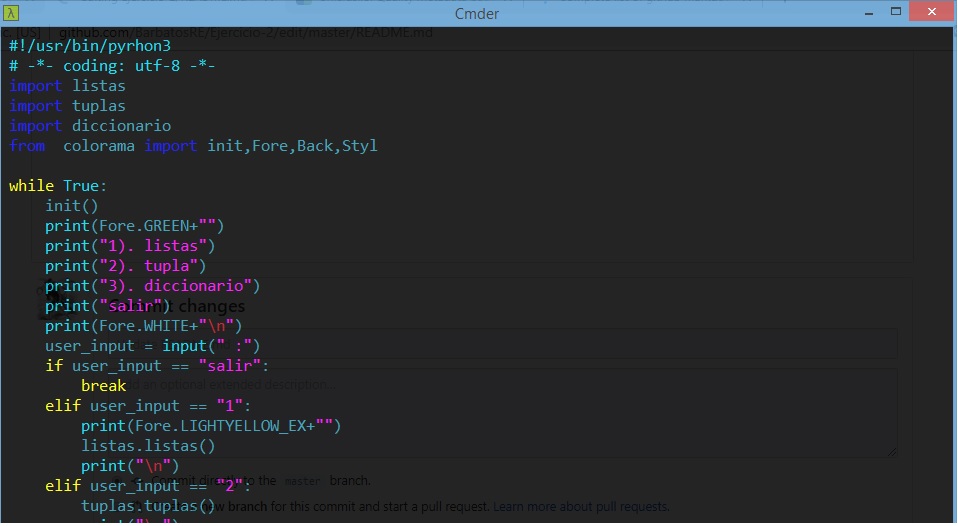 Cmder
c. [US] | github.com/BarbatosRE/Ejercicio-2/edit/master/README.md
#!/usr/bin/pyrhon3
# -*- coding: utf-8 -*-
import listas
import tuplas
import diccionario
from  colorama import init,Fore,Back,Styl

while True:
    init()
    print(Fore.GREEN+"")
    print("1). listas")
    print("2). tupla")
    print("3). diccionario")
    print("salir")
Commit changes
    print(Fore.WHITE+"\n")
    user_input = input(" :")
    if user_input == "salir":
        break
Add an optional extended description...
    elif user_input == "1":
        print(Fore.LIGHTYELLOW_EX+"")
        listas.listas()
        print("\n")
Commit directly to the master branch.
    elif user_input == "2":
        tuplas.tuplas()
new branch for this commit and start a pull request. Learn more about pull requests.